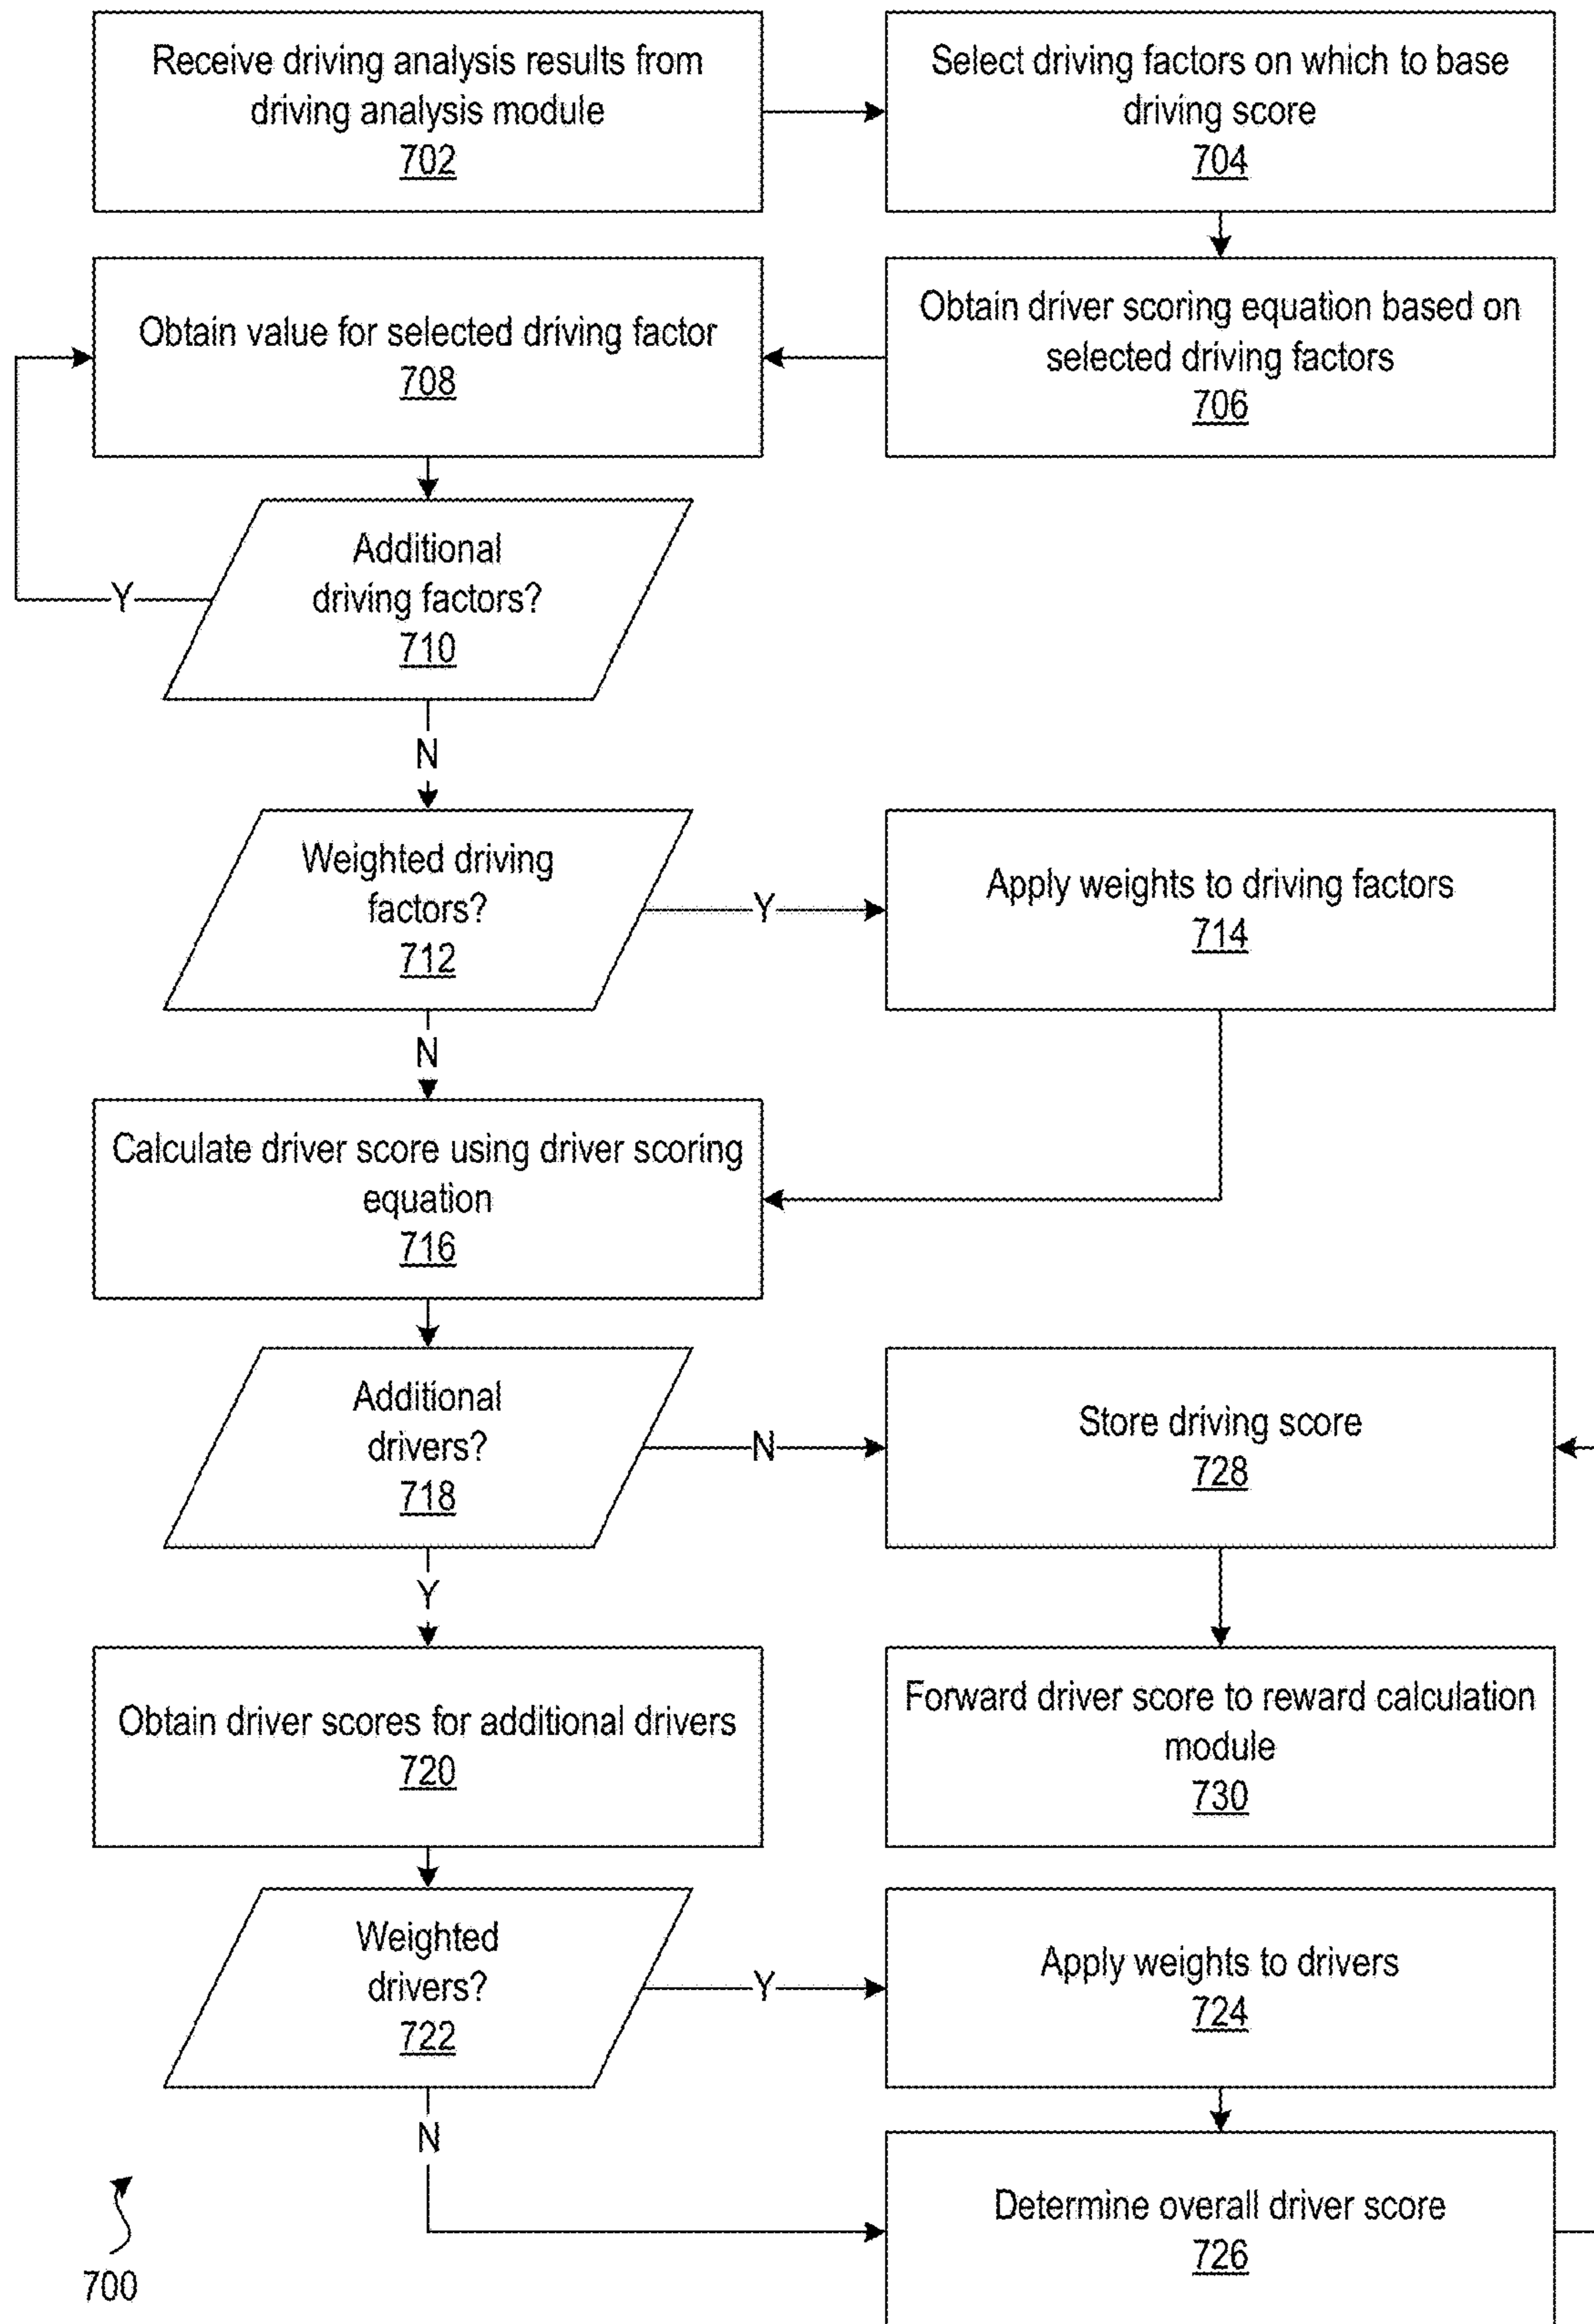 Receive driving analysis results from
driving analysis module
702
Select driving factors on which to base
driving score
704
Obtain driver scoring equation based on
selected driving factors
706
Obtain value for selected driving factor
708
Additional
driving factors?
710
Y
N
Weighted driving
factors?
712
Y
Apply weights to driving factors
714
N
Calculate driver score using driver scoring
equation
716
Additional
drivers?
718
N
Store driving score
728
Y
Forward driver score to reward calculation
module
730
Obtain driver scores for additional drivers
720
Weighted
drivers?
722
Y
Apply weights to drivers
724
N
Determine overall driver score
726
700